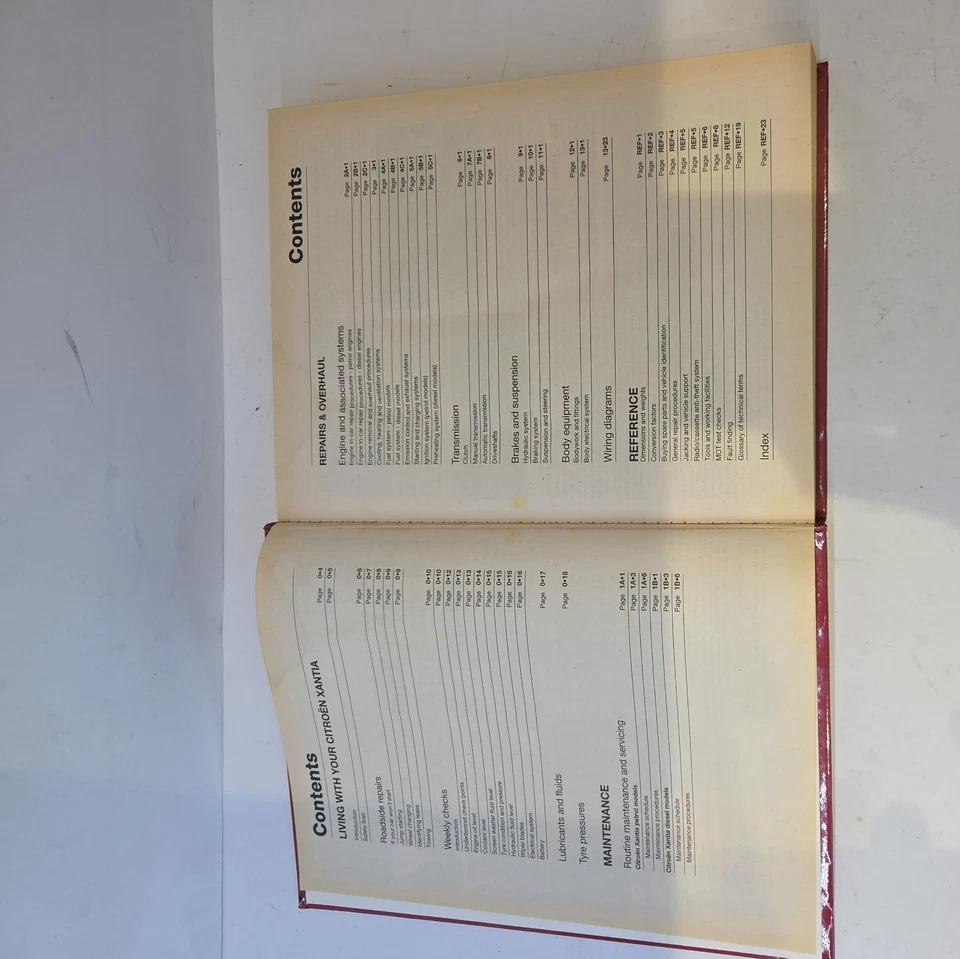 Contents
LIVING WITH YOUR CITROËN XANTIA
Introduction Page 0•4
Safety first! Page 0•5
Roadside repairs
If your car won't start Page 0•6
Jump starting Page 0•7
Wheel changing Page 0•8
Identifying leaks Page 0•9
Towing Page 0•9
Weekly checks
Introduction Page 0•10
Underbonnet check points Page 0•10
Engine oil level Page 0•12
Coolant level Page 0•13
Screen washer fluid level Page 0•13
Tyre condition and pressure Page 0•14
Hydraulic fluid level Page 0•15
Wiper blades Page 0•15
Electrical system Page 0•16
Battery Page 0•16
Lubricants and fluids Page 0•17
Tyre pressures Page 0•18
MAINTENANCE
Routine maintenance and servicing
Citroën Xantia petrol models Page 1A•1
Maintenance schedule Page 1A•3
Maintenance procedures Page 1A•6
Citroën Xantia diesel models Page 1B•1
Maintenance schedule Page 1B•3
Maintenance procedures Page 1B•6
Contents
REPAIRS & OVERHAUL
Engine and associated systems
Engine in-car repair procedures - petrol engines Page 2A•1
Engine in-car repair procedures - diesel engines Page 2B•1
Engine removal and overhaul procedures Page 2C•1
Cooling, heating and ventilation systems Page 3•1
Fuel system - petrol models Page 4A•1
Fuel system - diesel models Page 4B•1
Emission control and exhaust systems Page 4C•1
Starting and charging systems Page 5A•1
Ignition system (petrol models) Page 5B•1
Preheating system (diesel models) Page 5C•1
Transmission
Clutch Page 6•1
Manual transmission Page 7A•1
Automatic transmission Page 7B•1
Driveshafts Page 8•1
Brakes and suspension
Hydraulic system Page 9•1
Braking system Page 10•1
Suspension and steering Page 11•1
Body equipment
Bodywork and fittings Page 12•1
Body electrical system Page 13•1
Wiring diagrams Page 13•23
REFERENCE
Dimensions and weights Page REF•1
Conversion factors Page REF•2
Buying spare parts and vehicle identification Page REF•3
General repair procedures Page REF•4
Jacking and vehicle support Page REF•5
Radio/cassette anti-theft system Page REF•5
Tools and working facilities Page REF•6
MOT test checks Page REF•8
Fault finding Page REF•12
Glossary of technical terms Page REF•19
Index Page REF•23